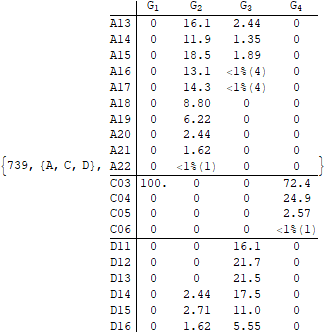 G1 G2 G3 G4
A13 0 16.1 2.44 0
A14 0 11.9 1.35 0
A15 0 18.5 1.89 0
A16 0 13.1 <1%(4) 0
A17 0 14.3 <1%(4) 0
A18 0 8.80 0 0
A19 0 6.22 0 0
A20 0 2.44 0 0
A21 0 1.62 0 0
{739, {A, C, D}, A22 0 <1%(1) 0 0 }
C03 100. 0 0 72.4
C04 0 0 0 24.9
C05 0 0 0 2.57
C06 0 0 0 <1%(1)
D11 0 0 16.1 0
D12 0 0 21.7 0
D13 0 0 21.5 0
D14 0 2.44 17.5 0
D15 0 2.71 11.0 0
D16 0 1.62 5.55 0